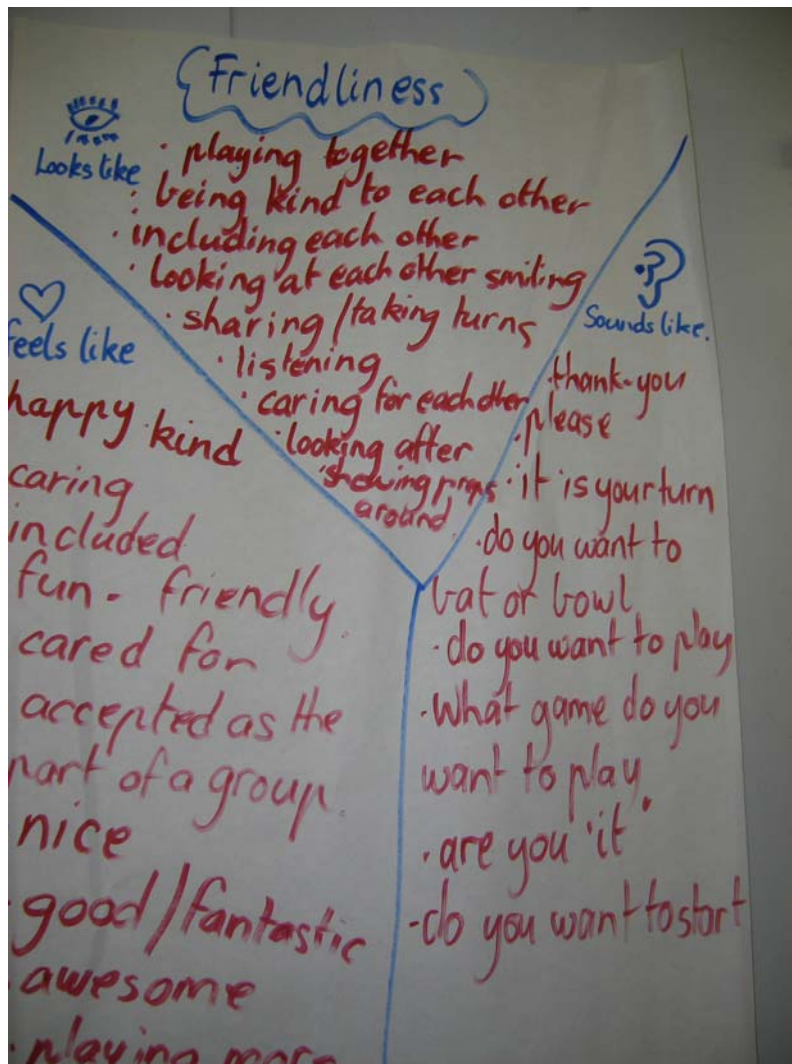 Friendliness
Looks like
· playing together
· being kind to each other
· including each other
· looking at each other smiling
· sharing/taking turns
· listening
· caring for each other
· looking after
· showing
around
feels like
happy kind
caring
included
fun - friendly
cared for
accepted as the
part of a group.
nice
· good/fantastic
· awesome
· playing more
Sounds like.
· thank-you
· please
· it is your turn
· do you want to
bat or bowl
· do you want to play
· What game do you
want to play
· are you "it"
· do you want to start